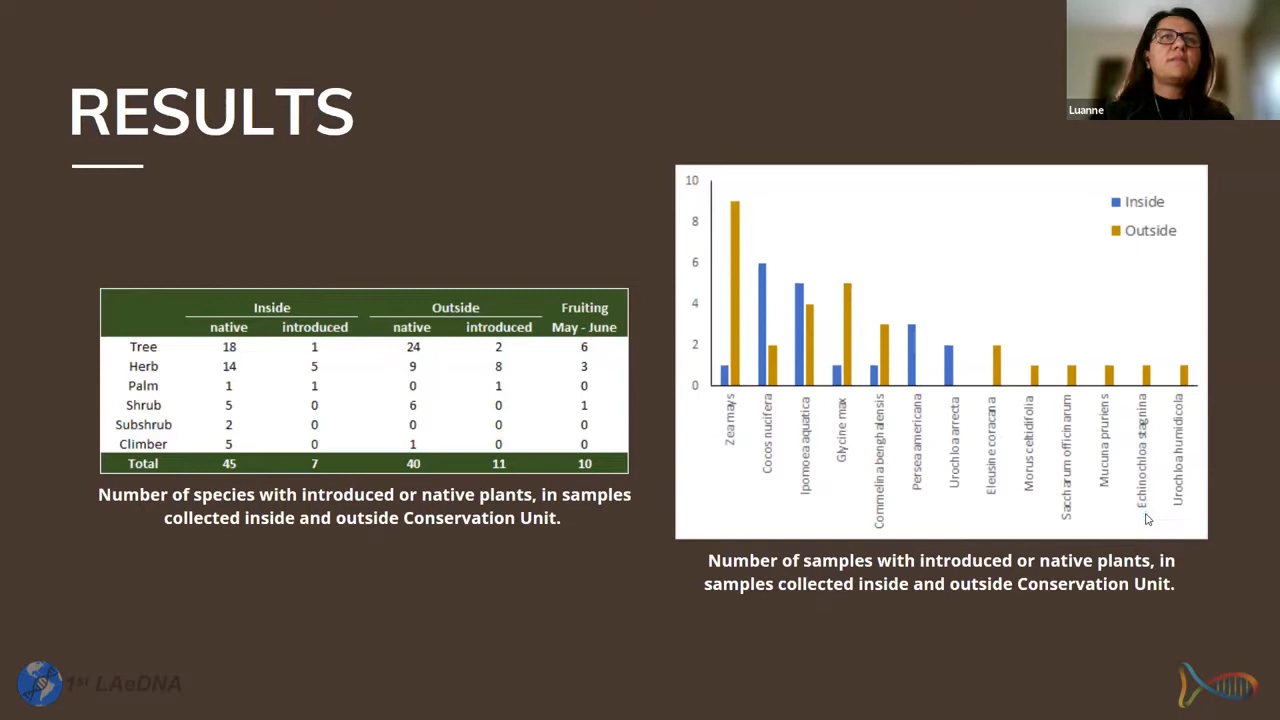 Luanne
RESULTS
Inside Outside Fruiting
native introduced native introduced May - June
Tree 18 1 24 2 6
Herb 14 5 9 8 3
Palm 1 1 0 1 0
Shrub 5 0 6 0 1
Subshrub 2 0 0 0 0
Climber 5 0 1 0 0
Total 45 7 40 11 10
Number of species with introduced or native plants, in samples
collected inside and outside Conservation Unit.
10
8
6
4
2
0
Inside
Outside
Zea mays
Cocos nucifera
Ipomoea aquatica
Glycine max
Commelina benghalensis
Persea americana
Urochloa arrecta
Eleusine coracana
Morus celtidifolia
Saccharum officinarum
Mucuna pruriens
Echinochloa stagnina
Urochloa humidicola
Number of samples with introduced or native plants, in
samples collected inside and outside Conservation Unit.
1st LAeDNA